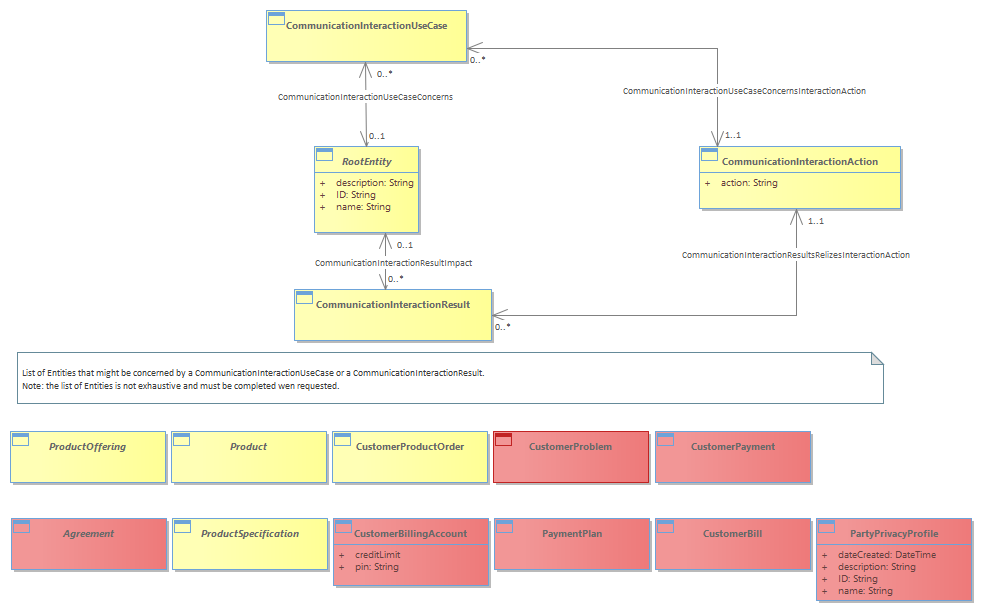 CommunicationInteractionUseCase
0..*
0..*
CommunicationInteractionUseCaseConcernsInteractionAction
CommunicationInteractionUseCaseConcerns
0..1
1..1
RootEntity
+ description: String
+ ID: String
+ name: String
CommunicationInteractionAction
+ action: String
1..1
0..1
CommunicationInteractionResultsRelizesInteractionAction
CommunicationInteractionResultImpact
0..*
CommunicationInteractionResult
0..*
List of Entities that might be concerned by a CommunicationInteractionUseCase or a CommunicationInteractionResult.
Note: the list of Entities is not exhaustive and must be completed wen requested.
ProductOffering
Product
CustomerProductOrder
CustomerProblem
CustomerPayment
Agreement
ProductSpecification
CustomerBillingAccount
+ creditLimit
+ pin: String
PaymentPlan
CustomerBill
PartyPrivacyProfile
+ dateCreated: DateTime
+ description: String
+ ID: String
+ name: String